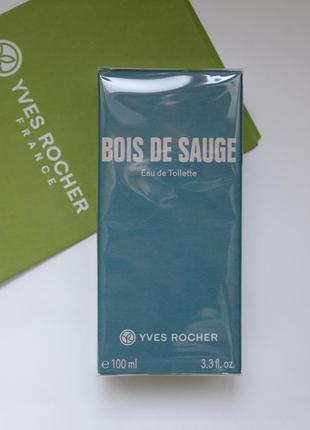 YVES ROCHER
FRANCE
BOIS DE SAUGE
Eau de Toilette
YVES ROCHER
℮ 100 ml 3.3 fl. oz.